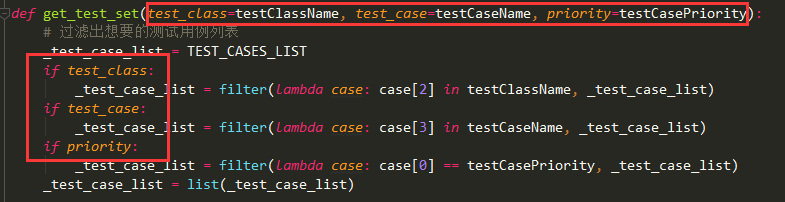 def get_test_set(test_class=testClassName, test_case=testCaseName, priority=testCasePriority):
# 过滤出想要的测试用例列表
_test_case_list = TEST_CASES_LIST
if test_class:
_test_case_list = filter(lambda case: case[2] in testClassName, _test_case_list)
if test_case:
_test_case_list = filter(lambda case: case[3] in testCaseName, _test_case_list)
if priority:
_test_case_list = filter(lambda case: case[0] == testCasePriority, _test_case_list)
_test_case_list = list(_test_case_list)